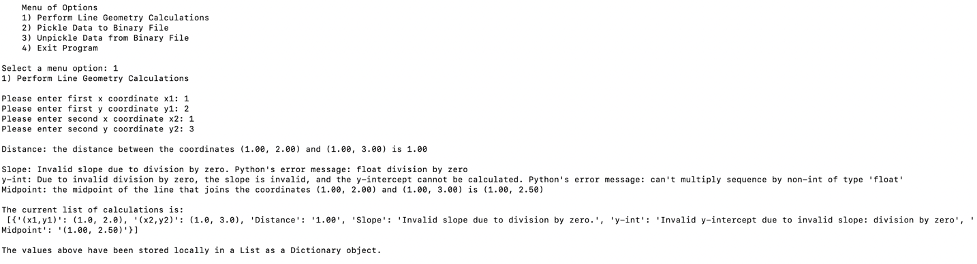 Menu of Options
1) Perform Line Geometry Calculations
2) Pickle Data to Binary File
3) Unpickle Data from Binary File
4) Exit Program
Select a menu option: 1
1) Perform Line Geometry Calculations
Please enter first x coordinate x1: 1
Please enter first y coordinate y1: 2
Please enter second x coordinate x2: 1
Please enter second y coordinate y2: 3
Distance: the distance between the coordinates (1.00, 2.00) and (1.00, 3.00) is 1.00
Slope: Invalid slope due to division by zero. Python's error message: float division by zero
y-int: Due to invalid division by zero, the slope is invalid, and the y-intercept cannot be calculated. Python's error message: can't multiply sequence by non-int of type 'float'
Midpoint: the midpoint of the line that joins the coordinates (1.00, 2.00) and (1.00, 3.00) is (1.00, 2.50)
The current list of calculations is:
[{'(x1,y1)': (1.0, 2.0), '(x2,y2)': (1.0, 3.0), 'Distance': '1.00', 'Slope': 'Invalid slope due to division by zero.', 'y-int': 'Invalid y-intercept due to invalid slope: division by zero', '
Midpoint': '(1.00, 2.50)'}]
The values above have been stored locally in a List as a Dictionary object.